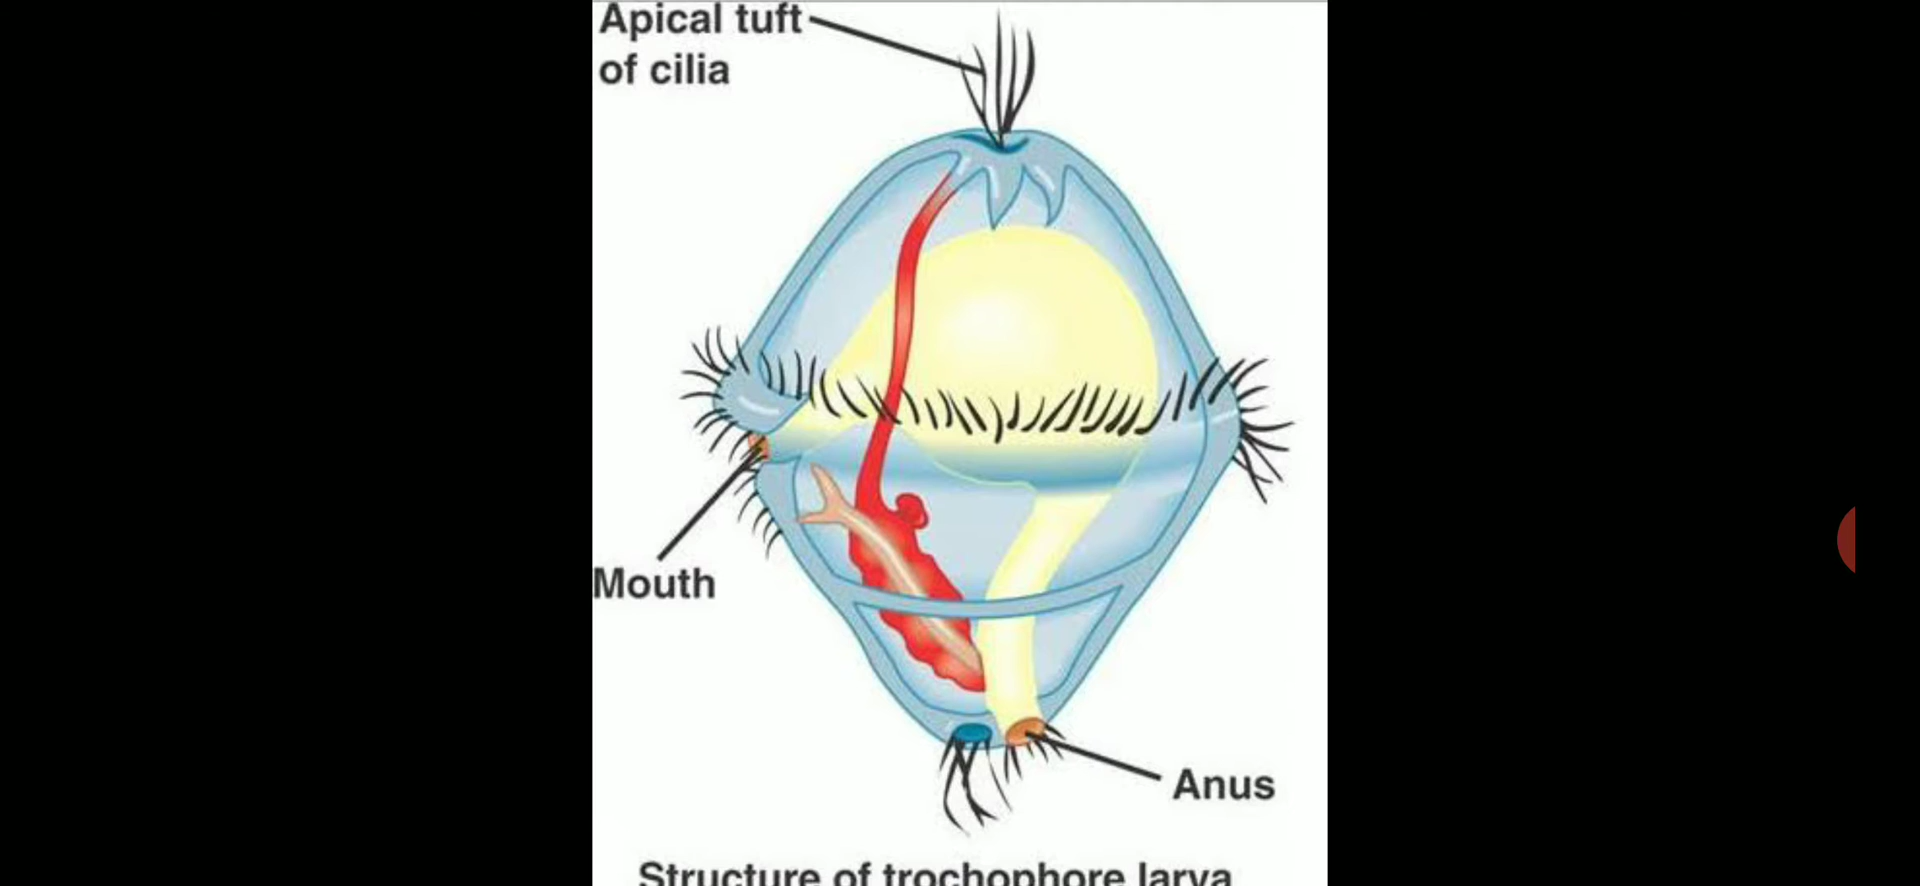 Apical tuft
of cilia
Mouth
Anus
Structure of trochophore larva